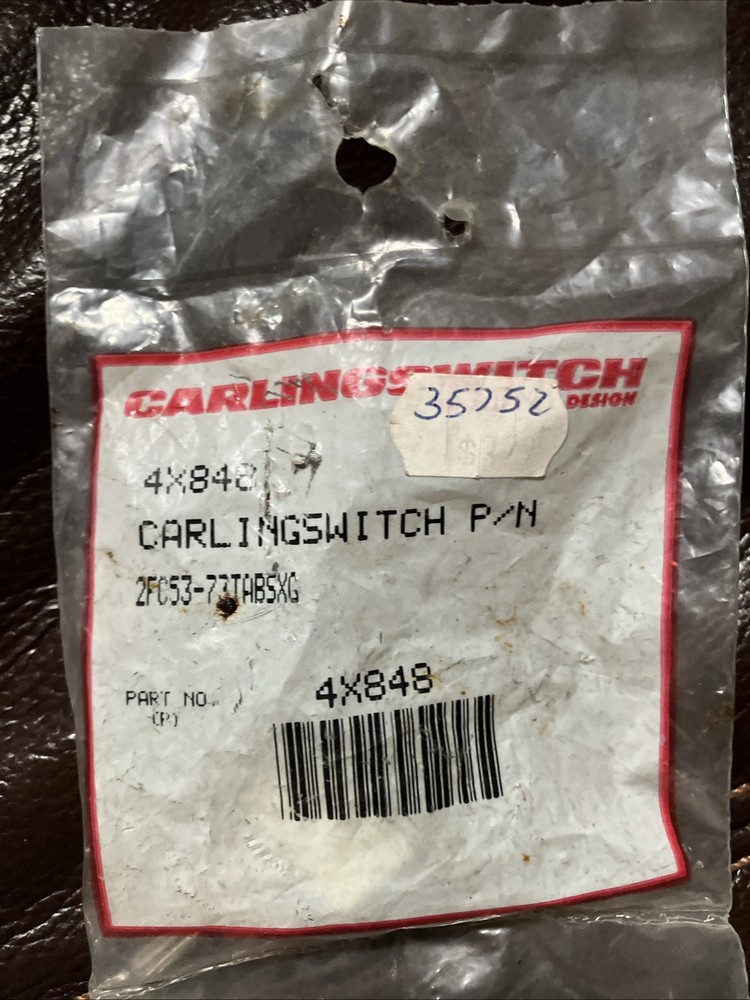 CARLINGSWITCH
DESIGN
35752
4X848
CARLINGSWITCH P/N
2FC53-73TABSXG
4X848
PART NO.
(P)